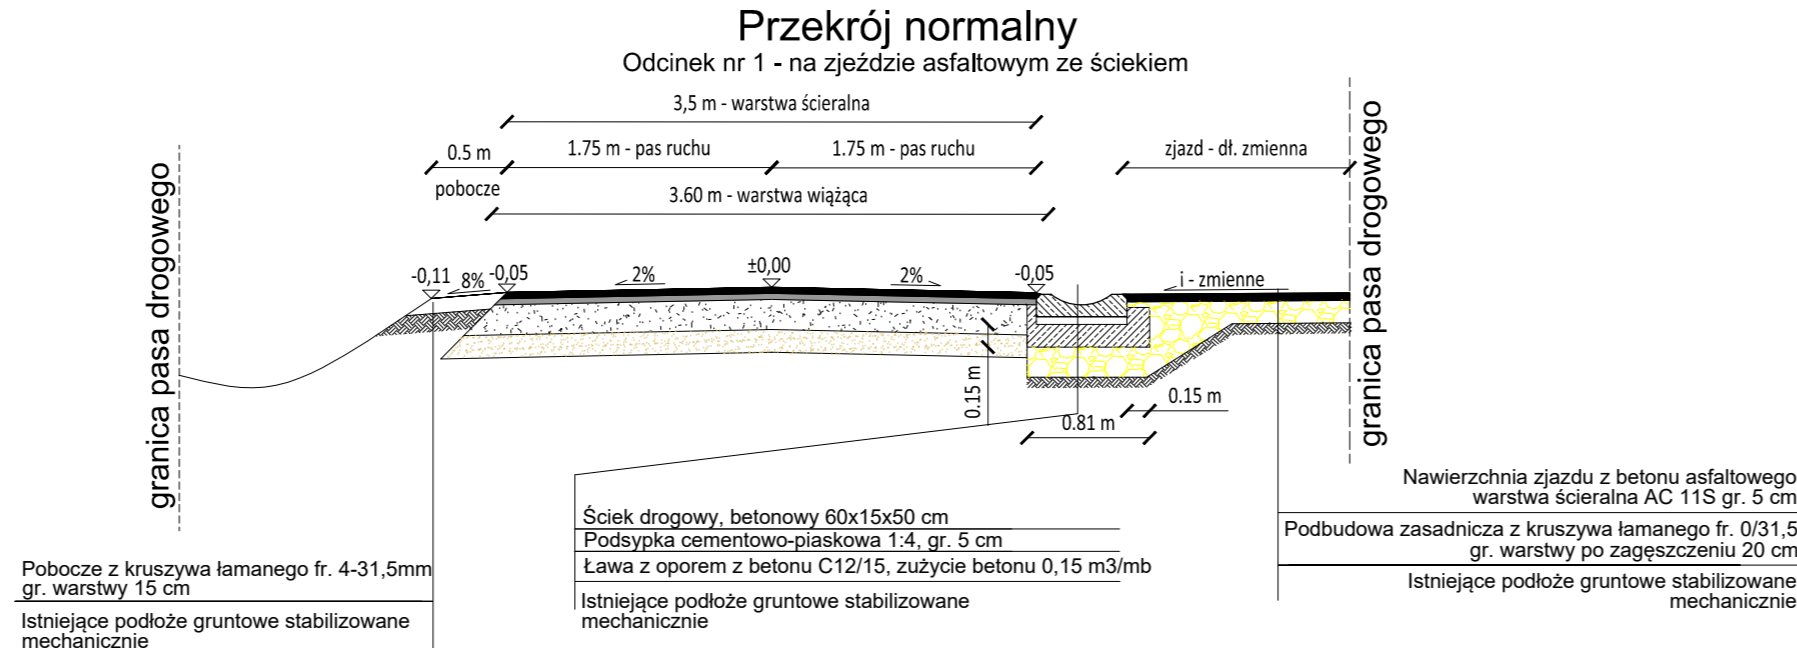 Przekrój normalny
Odcinek nr 1 - na zjeździe asfaltowym ze ściekiem
3,5 m - warstwa ścieralna
0.5 m
1.75 m - pas ruchu
1.75 m - pas ruchu
zjazd - dł. zmienna
pobocze
3.60 m - warstwa wiążąca
granica pasa drogowego
granica pasa drogowego
-0,11
8%
-0,05
2%
±0,00
2%
-0,05
i - zmienne
0.15 m
0.15 m
0.81 m
Ściek drogowy, betonowy 60x15x50 cm
Podsypka cementowo-piaskowa 1:4, gr. 5 cm
Ława z oporem z betonu C12/15, zużycie betonu 0,15 m3/mb
Istniejące podłoże gruntowe stabilizowane
mechanicznie
Nawierzchnia zjazdu z betonu asfaltowego
warstwa ścieralna AC 11S gr. 5 cm
Podbudowa zasadnicza z kruszywa łamanego fr. 0/31,5
gr. warstwy po zagęszczeniu 20 cm
Istniejące podłoże gruntowe stabilizowane
mechanicznie
Pobocze z kruszywa łamanego fr. 4-31,5mm
gr. warstwy 15 cm
Istniejące podłoże gruntowe stabilizowane
mechanicznie